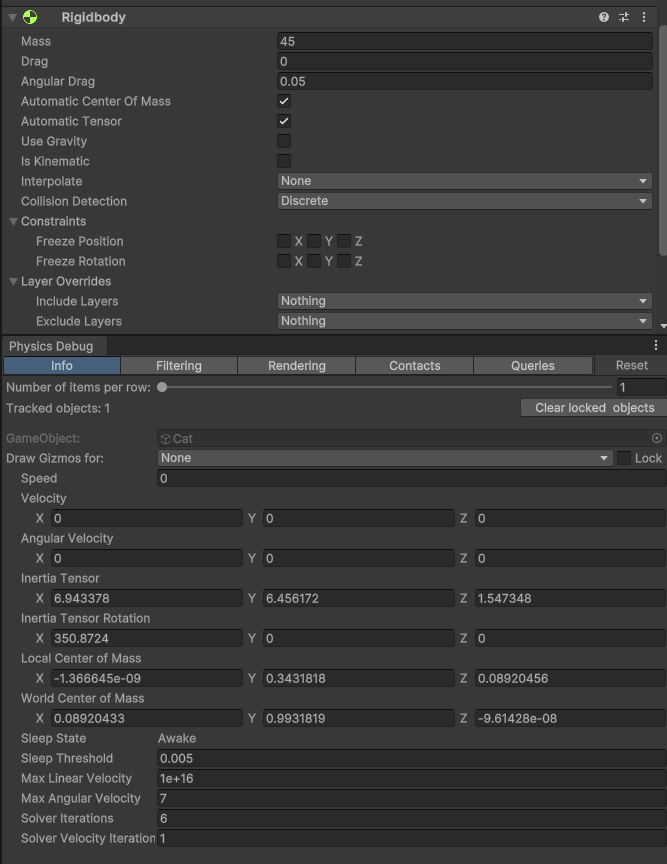 Rigidbody
Mass 45
Drag 0
Angular Drag 0.05
Automatic Center Of Mass
Automatic Tensor
Use Gravity
Is Kinematic
Interpolate None
Collision Detection Discrete
Constraints
Freeze Position X Y Z
Freeze Rotation X Y Z
Layer Overrides
Include Layers Nothing
Exclude Layers Nothing
Physics Debug
Info Filtering Rendering Contacts Queries Reset
Number of items per row: 1
Tracked objects: 1 Clear locked objects
GameObject: Cat
Draw Gizmos for: None Lock
Speed 0
Velocity
X 0 Y 0 Z 0
Angular Velocity
X 0 Y 0 Z 0
Inertia Tensor
X 6.943378 Y 6.456172 Z 1.547348
Inertia Tensor Rotation
X 350.8724 Y 0 Z 0
Local Center of Mass
X -1.366645e-09 Y 0.3431818 Z 0.08920456
World Center of Mass
X 0.08920433 Y 0.9931819 Z -9.61428e-08
Sleep State Awake
Sleep Threshold 0.005
Max Linear Velocity 1e+16
Max Angular Velocity 7
Solver Iterations 6
Solver Velocity Iteration 1